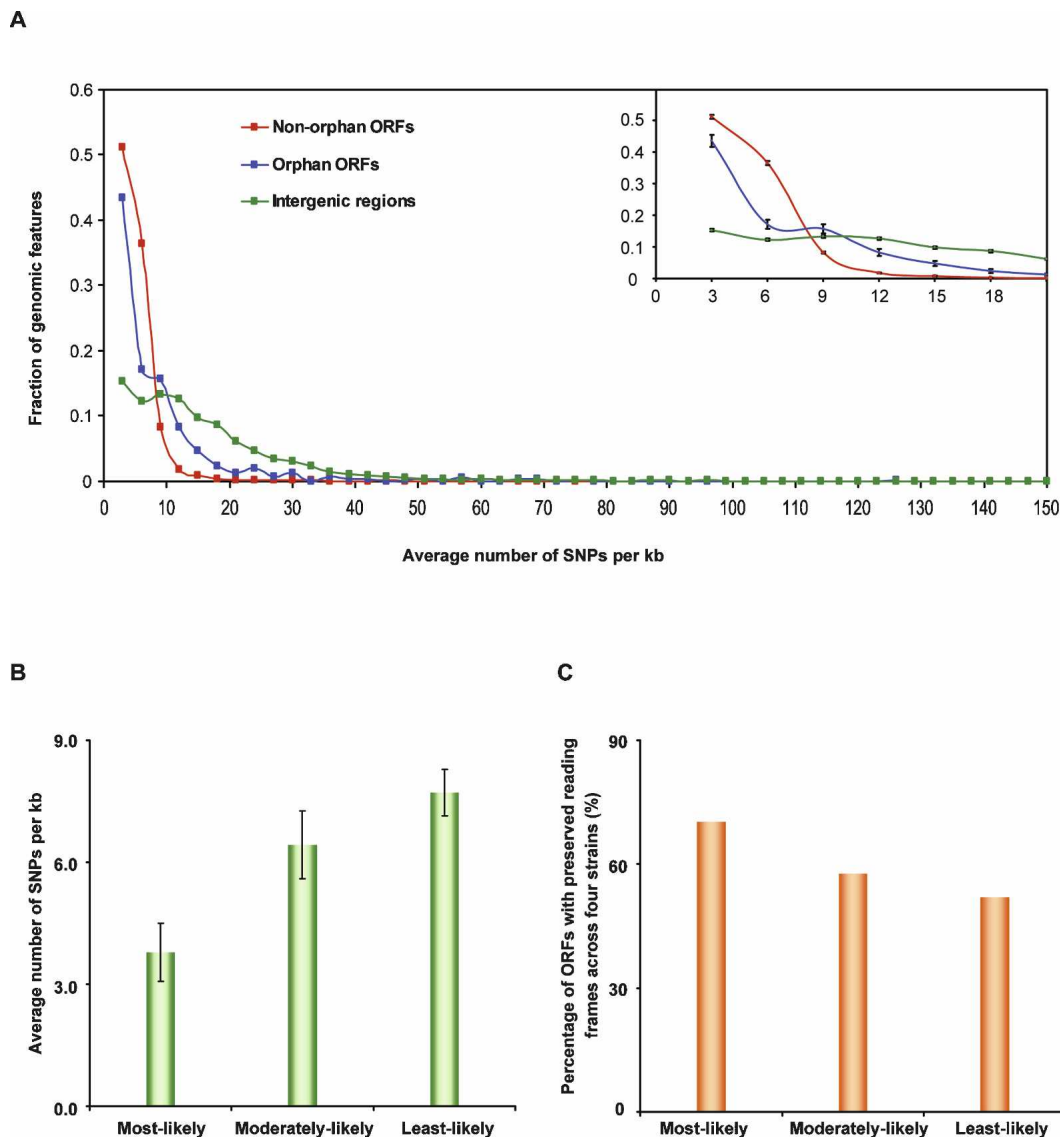 A
Fraction of genomic features
0.6
0.5
0.4
0.3
0.2
0.1
0
Non-orphan ORFs
Orphan ORFs
Intergenic regions
0.5
0.4
0.3
0.2
0.1
0
0 3 6 9 12 15 18
0 10 20 30 40 50 60 70 80 90 100 110 120 130 140 150
Average number of SNPs per kb
B
Average number of SNPs per kb
9.0
6.0
3.0
0.0
Most-likely Moderately-likely Least-likely
C
Percentage of ORFs with preserved reading
frames across four strains (%)
90
60
30
0
Most-likely Moderately-likely Least-likely